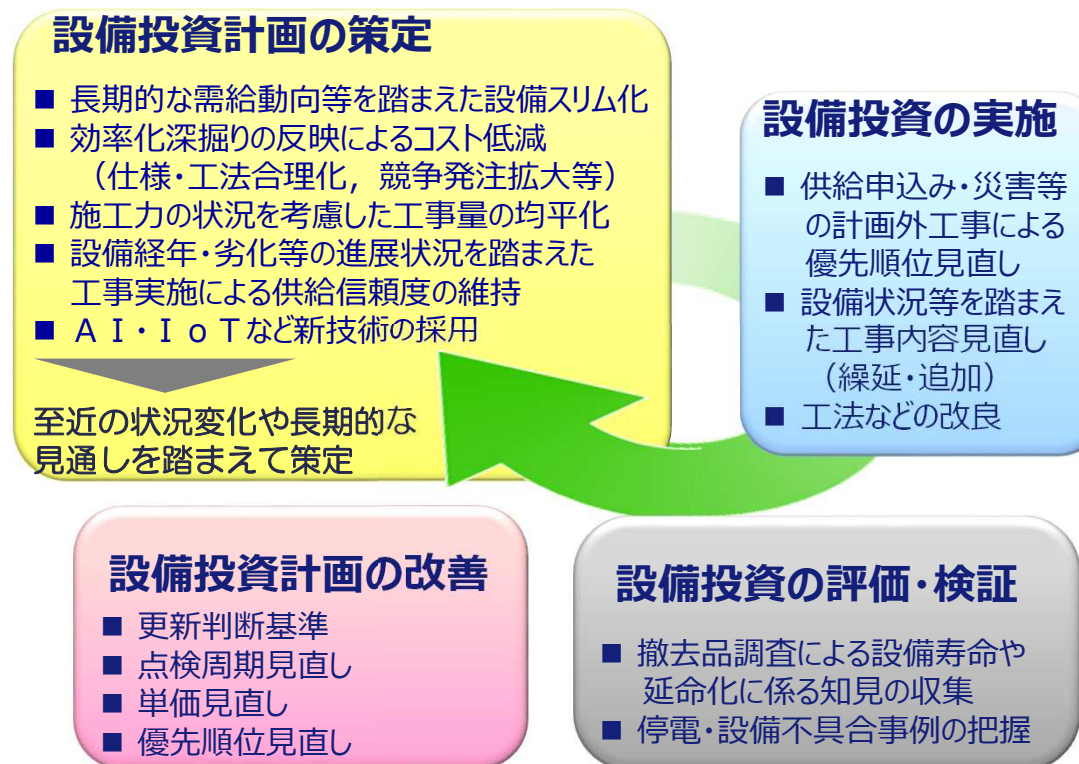 設備投資計画の策定
■ 長期的な需給動向等を踏まえた設備スリム化
■ 効率化深掘りの反映によるコスト低減
（仕様・工法合理化，競争発注拡大等）
■ 施工力の状況を考慮した工事量の均平化
■ 設備経年・劣化等の進展状況を踏まえた
工事実施による供給信頼度の維持
■ ＡＩ・ＩｏＴなど新技術の採用
至近の状況変化や長期的な
見通しを踏まえて策定
設備投資の実施
■ 供給申込み・災害等
の計画外工事による
優先順位見直し
■ 設備状況等を踏まえ
た工事内容見直し
（繰延・追加）
■ 工法などの改良
設備投資計画の改善
■ 更新判断基準
■ 点検周期見直し
■ 単価見直し
■ 優先順位見直し
設備投資の評価・検証
■ 撤去品調査による設備寿命や
延命化に係る知見の収集
■ 停電・設備不具合事例の把握